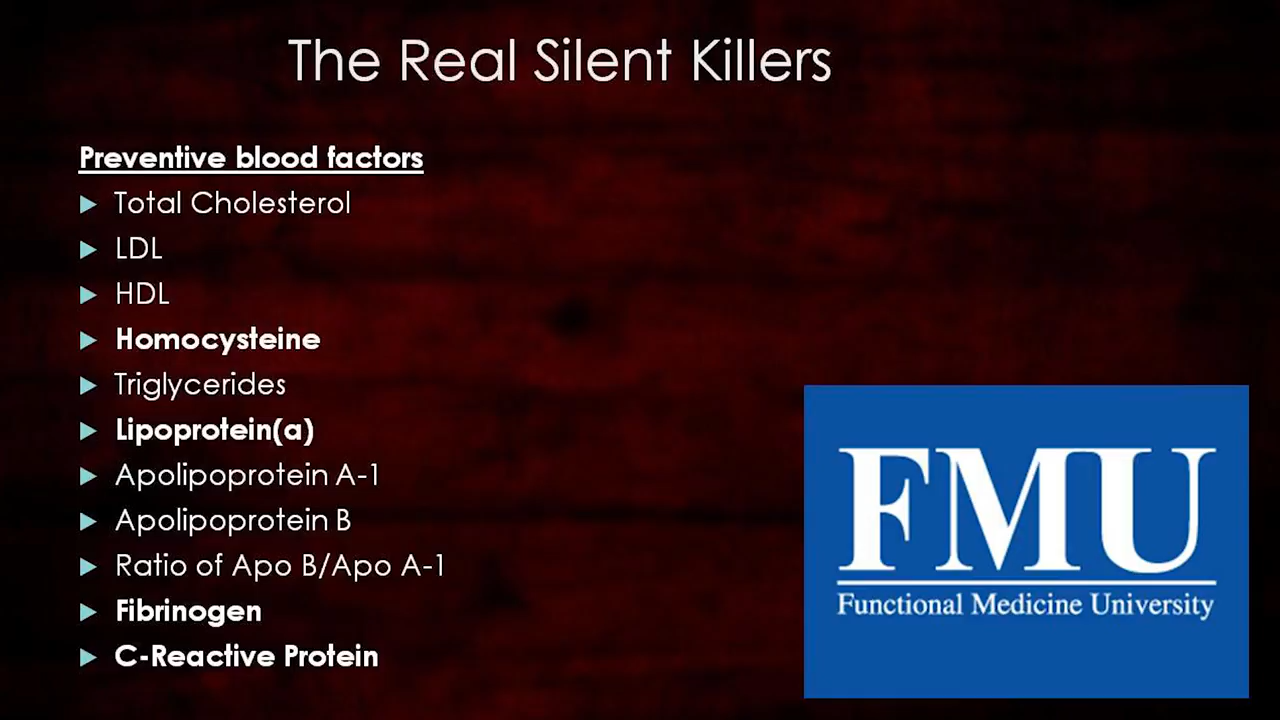 The Real Silent Killers
Preventive blood factors
Total Cholesterol
LDL
HDL
Homocysteine
Triglycerides
Lipoprotein(a)
Apolipoprotein A-1
Apolipoprotein B
Ratio of Apo B/Apo A-1
Fibrinogen
C-Reactive Protein
FMU
Functional Medicine University